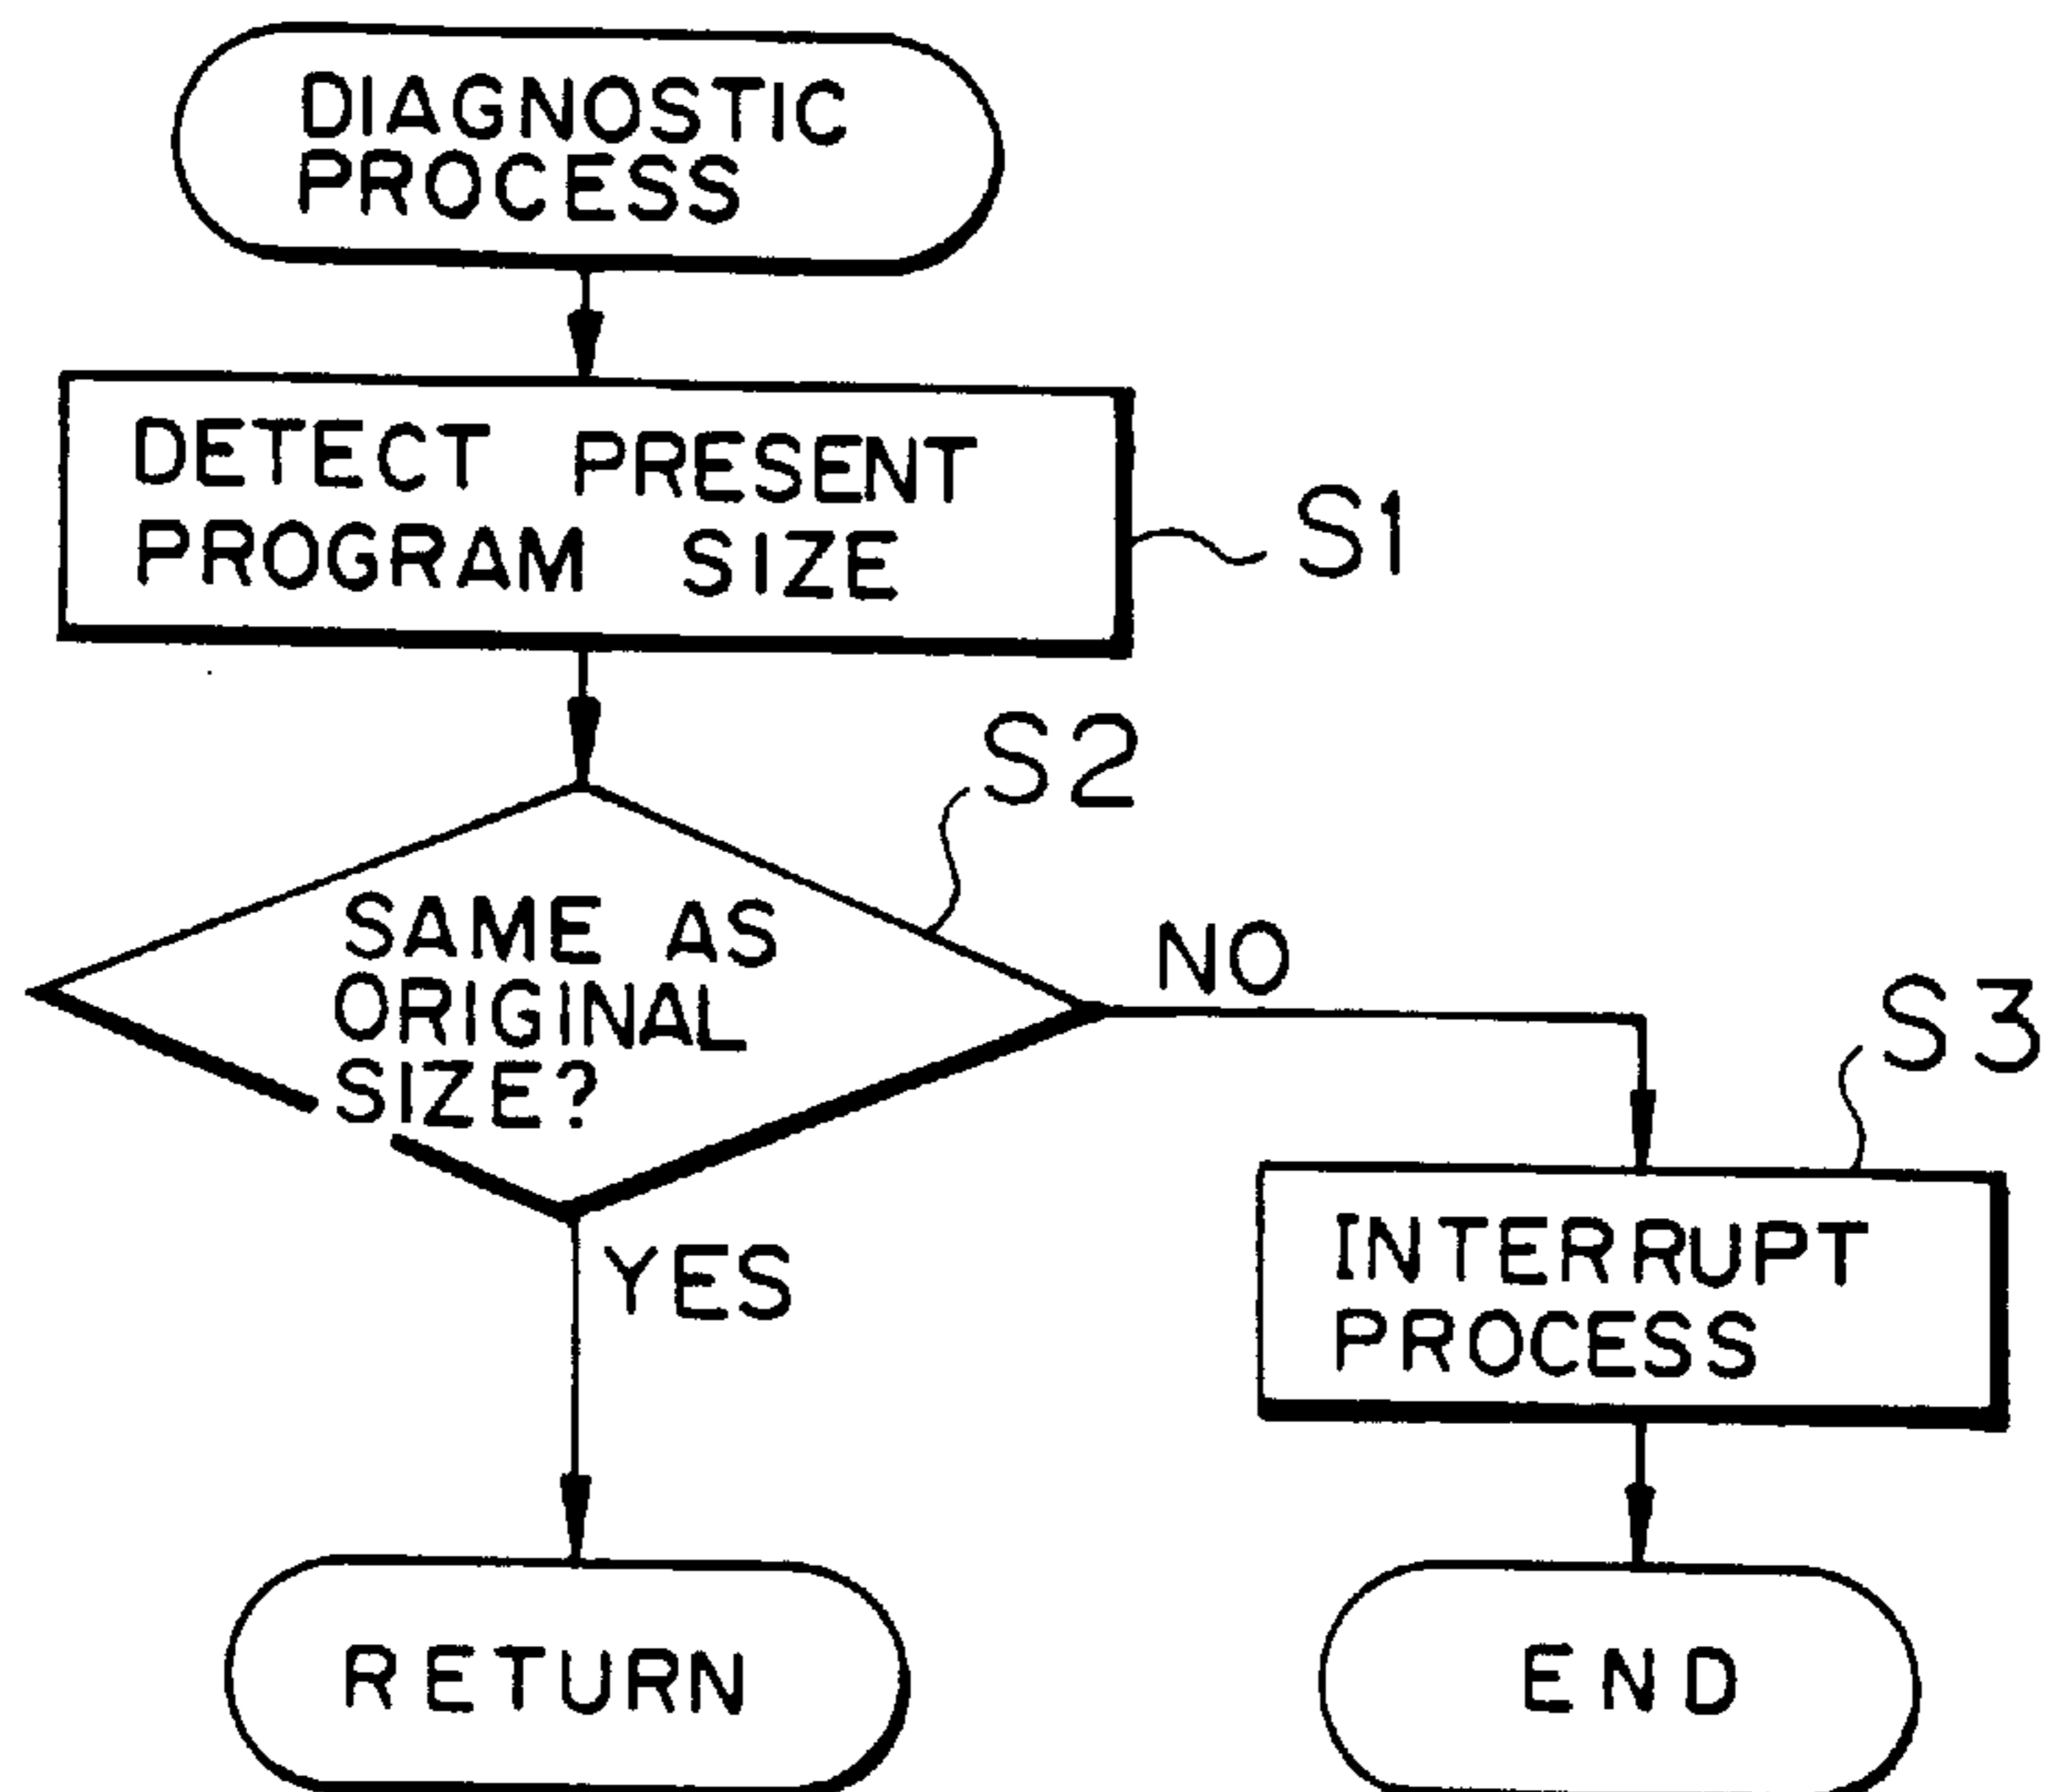 DIAGNOSTIC
PROCESS
DETECT PRESENT
PROGRAM SIZE
S1
S2
SAME AS
ORIGINAL
SIZE?
NO
S3
YES
INTERRUPT
PROCESS
RETURN
END